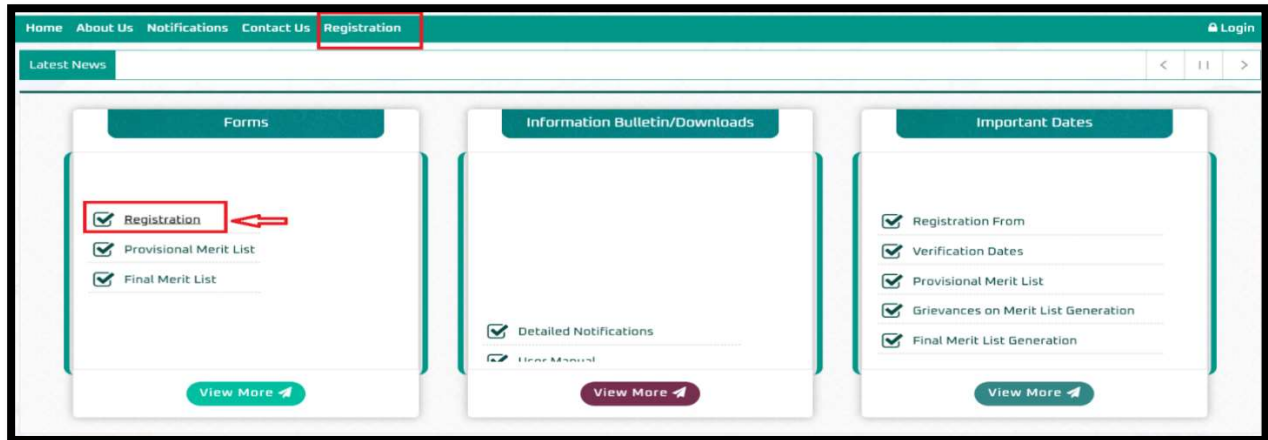 Home About Us Notifications Contact Us Registration Login
Latest News
Forms
Registration
Provisional Merit List
Final Merit List
View More
Information Bulletin/Downloads
Detailed Notifications
User Manual
View More
Important Dates
Registration From
Verification Dates
Provisional Merit List
Grievances on Merit List Generation
Final Merit List Generation
View More